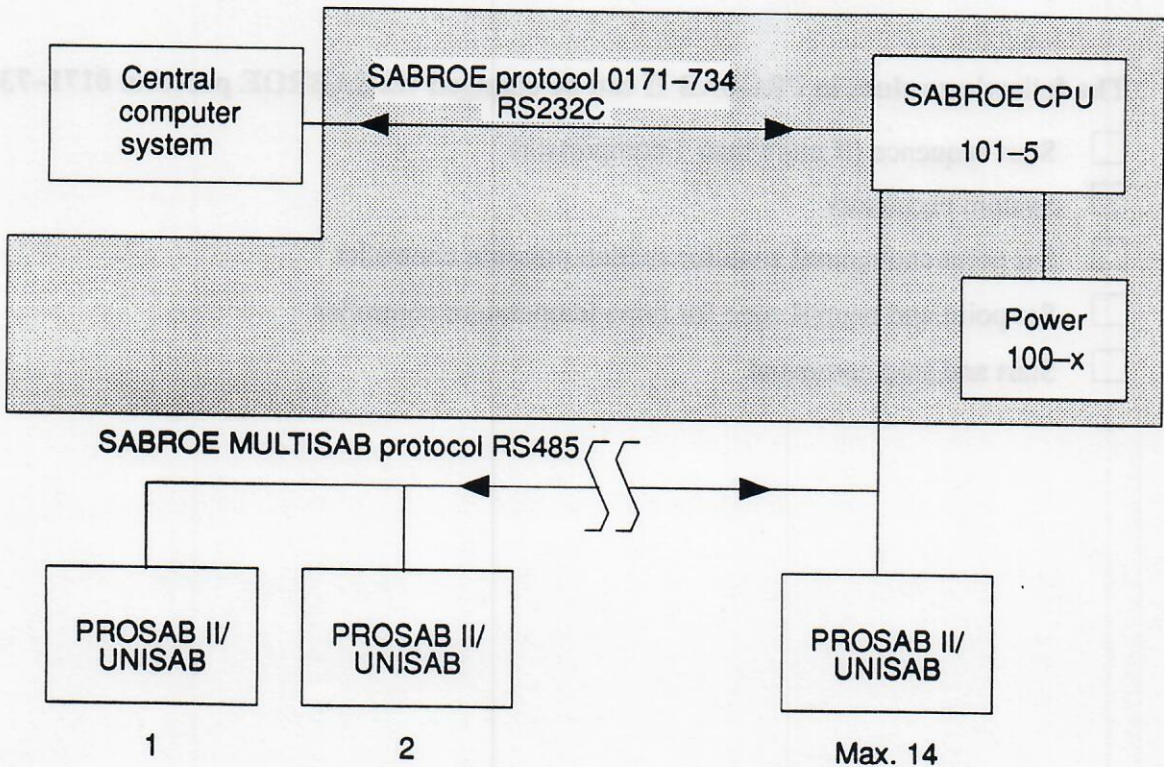 Central
computer
system
SABROE protocol 0171-734
RS232C
SABROE CPU
101-5
Power
100-x
SABROE MULTISAB protocol RS485
PROSAB II/
UNISAB
1
PROSAB II/
UNISAB
2
PROSAB II/
UNISAB
Max. 14